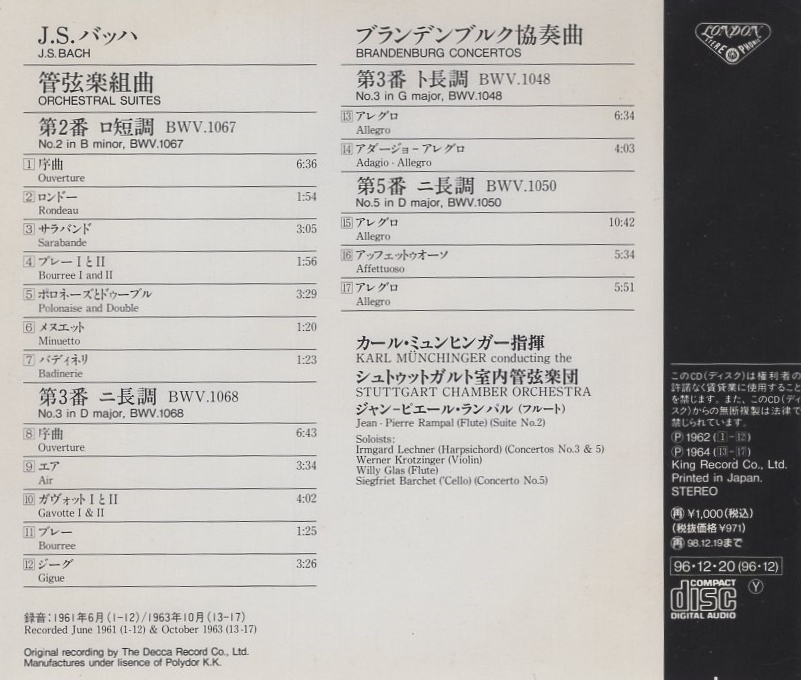 J.S.バッハ
J.S.BACH
管弦楽組曲
ORCHESTRAL SUITES
第2番 ロ短調 BWV.1067
No.2 in B minor, BWV.1067
1 序曲 6:36
Ouverture
2 ロンドー 1:54
Rondeau
3 サラバンド 3:05
Sarabande
4 ブレーIとII 1:56
Bourree I and II
5 ポロネーズとドゥーブル 3:29
Polonaise and Double
6 メヌエット 1:20
Minuetto
7 バディネリ 1:23
Badinerie
第3番 ニ長調 BWV.1068
No.3 in D major, BWV.1068
8 序曲 6:43
Ouverture
9 エア 3:34
Air
10 ガヴォットIとII 4:02
Gavotte I & II
11 ブレー 1:25
Bourree
12 ジーグ 3:26
Gigue
録音:1961年6月(1-12)/1963年10月(13-17)
Recorded June 1961 (1-12) & October 1963 (13-17)
Original recording by The Decca Record Co., Ltd.
Manufactures under lisence of Polydor K.K.
ブランデンブルク協奏曲
BRANDENBURG CONCERTOS
第3番 ト長調 BWV.1048
No.3 in G major, BWV.1048
13 アレグロ 6:34
Allegro
14 アダージョ-アレグロ 4:03
Adagio - Allegro
第5番 ニ長調 BWV.1050
No.5 in D major, BWV.1050
15 アレグロ 10:42
Allegro
16 アッフェットゥオーソ 5:34
Affettuoso
17 アレグロ 5:51
Allegro
カール・ミュンヒンガー指揮
KARL MÜNCHINGER conducting the
シュトゥットガルト室内管弦楽団
STUTTGART CHAMBER ORCHESTRA
ジャン-ピエール・ランパル(フルート)
Jean - Pierre Rampal (Flute) (Suite No.2)
Soloists:
Irmgard Lechner (Harpsichord) (Concertos No.3 & 5)
Werner Krotzinger (Violin)
Willy Glas (Flute)
Siegfriet Barchet ('Cello) (Concerto No.5)
LONDON
STEREOPHONIC
このCD(ディスク)は権利者の
許諾なく賃貸業に使用すること
を禁じます。また、このCD(ディ
スク)からの無断複製は法律で
禁じられています。
Ⓟ 1962 (1-12)
Ⓟ 1964 (13-17)
King Record Co., Ltd.
Printed in Japan.
STEREO
再 ¥1,000(税込)
(税抜価格¥971)
再 98.12.19まで
96・12・20 (96・12)
COMPACT
disc
DIGITAL AUDIO
Y